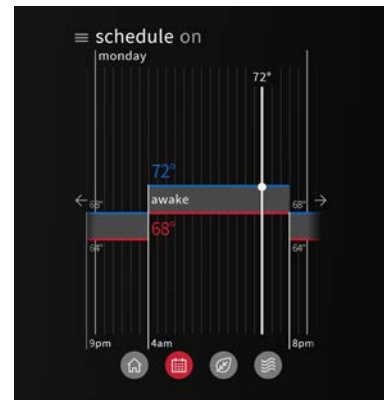 schedule on
monday
72°
72°
awake
68° 68°
68°
64° 64°
9pm 4am 8pm